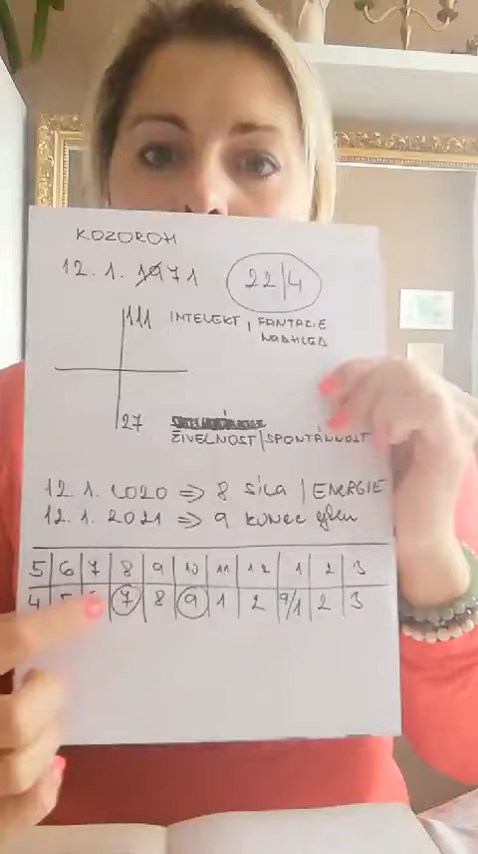 KOZOROH
12. 1. 1971 22/4
111 INTELEKT, FANTAZIE
NADHLED
27
ŽIVELNOST/SPONTÁNNOST
12. 1. 2020 => 8 SÍLA / ENERGIE
12. 1. 2021 => 9 KONEC
5 6 7 8 9 10 11 12 1 2 3
4 5 6 7 8 9 1 2 9/1 2 3